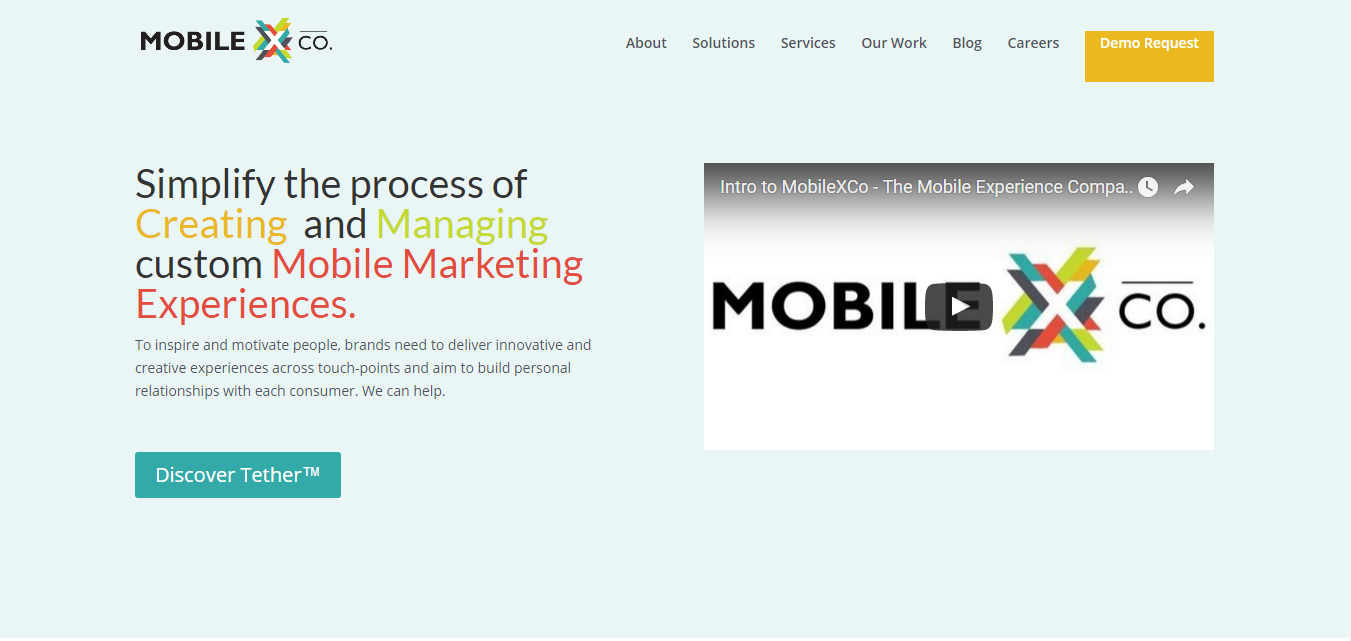 MOBILE X CO.
About Solutions Services Our Work Blog Careers Demo Request
Simplify the process of
Creating and Managing
custom Mobile Marketing
Experiences.
To inspire and motivate people, brands need to deliver innovative and
creative experiences across touch-points and aim to build personal
relationships with each consumer. We can help.
Discover Tether™
Intro to MobileXCo - The Mobile Experience Compa..
MOBILE X CO.